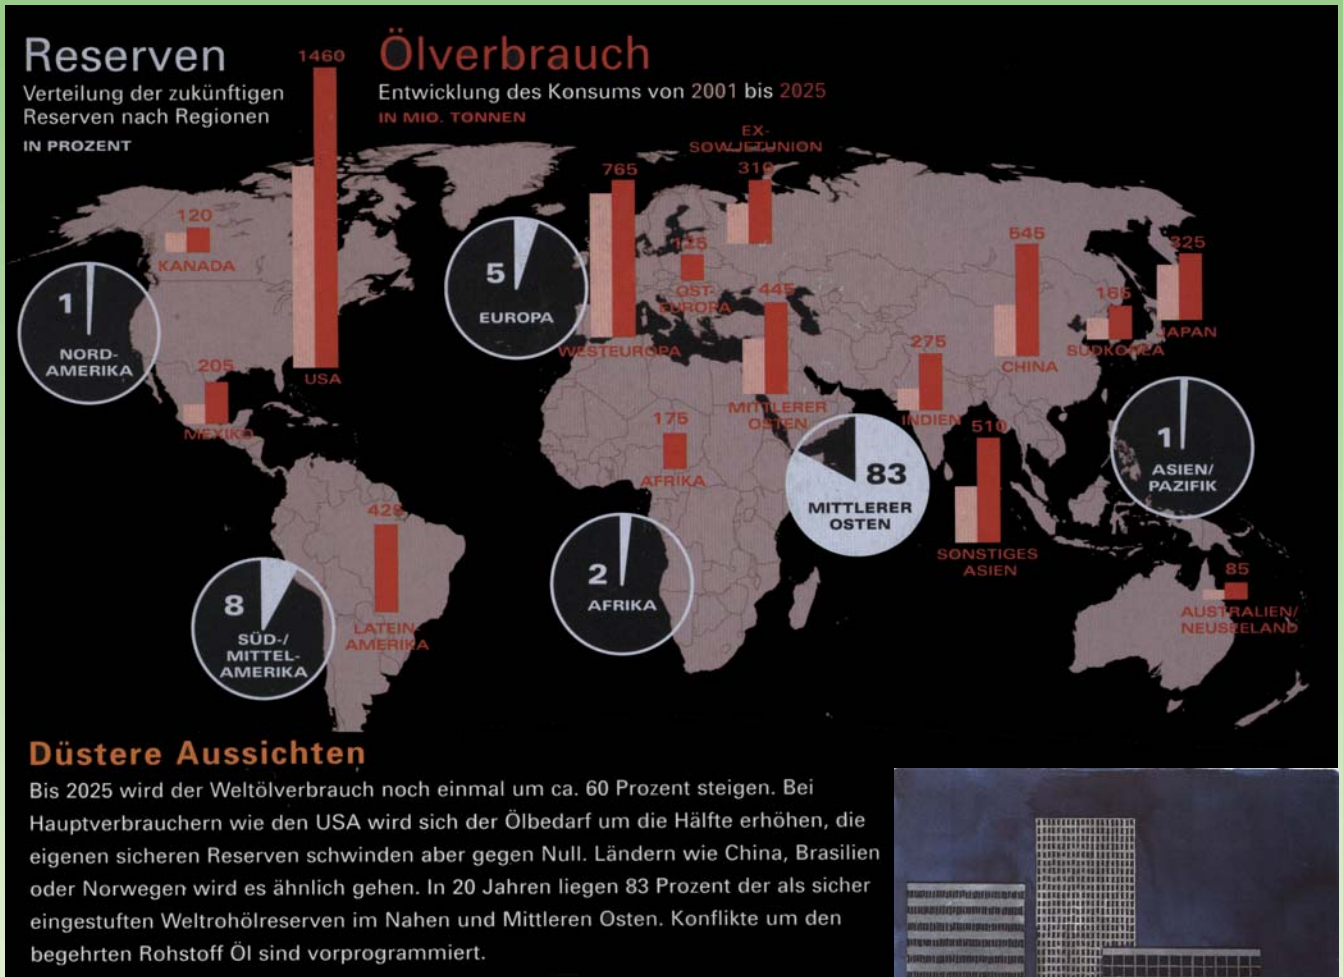 Reserven
Verteilung der zukünftigen
Reserven nach Regionen
IN PROZENT
1460
Ölverbrauch
Entwicklung des Konsums von 2001 bis 2025
IN MIO. TONNEN
EX-
SOWJETUNION
310
765
120
KANADA
125
OST-
EUROPA
545
CHINA
325
JAPAN
1
NORD-
AMERIKA
5
EUROPA
445
MITTLERER
OSTEN
165
SÜDKOREA
WESTEUROPA
USA
205
MEXIKO
275
INDIEN
175
AFRIKA
510
SONSTIGES
ASIEN
83
MITTLERER
OSTEN
1
ASIEN/
PAZIFIK
425
LATEIN-
AMERIKA
8
SÜD-/
MITTEL-
AMERIKA
2
AFRIKA
85
AUSTRALIEN/
NEUSEELAND
Düstere Aussichten
Bis 2025 wird der Weltölverbrauch noch einmal um ca. 60 Prozent steigen. Bei
Hauptverbrauchern wie den USA wird sich der Ölbedarf um die Hälfte erhöhen, die
eigenen sicheren Reserven schwinden aber gegen Null. Ländern wie China, Brasilien
oder Norwegen wird es ähnlich gehen. In 20 Jahren liegen 83 Prozent der als sicher
eingestuften Weltrohölreserven im Nahen und Mittleren Osten. Konflikte um den
begehrten Rohstoff Öl sind vorprogrammiert.